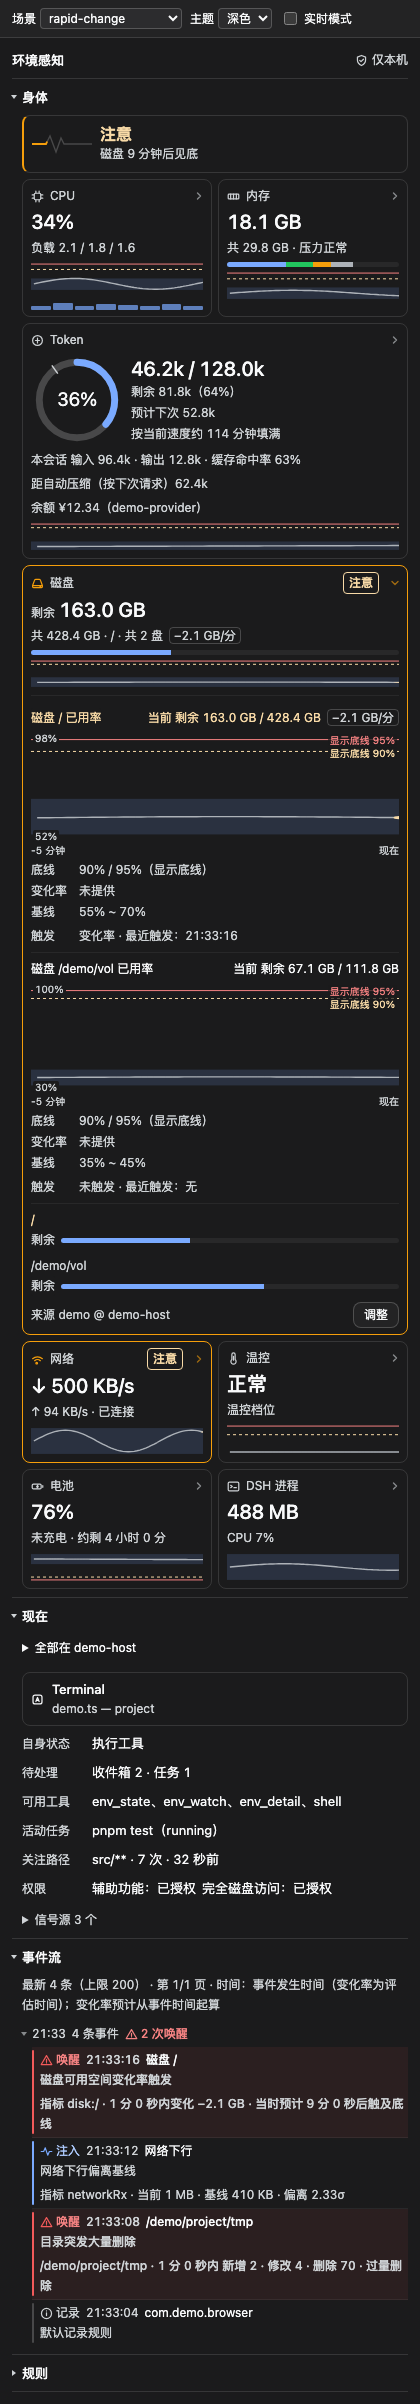 场景 rapid-change 主题 深色 实时模式
环境感知 仅本机
身体
注意
磁盘 9 分钟后见底
CPU
34%
负载 2.1 / 1.8 / 1.6
内存
18.1 GB
共 29.8 GB · 压力正常
Token
36%
46.2k / 128.0k
剩余 81.8k（64%）
预计下次 52.8k
按当前速度约 114 分钟填满
本会话 输入 96.4k · 输出 12.8k · 缓存命中率 63%
距自动压缩（按下次请求）62.4k
余额 ¥12.34（demo-provider）
磁盘 注意
剩余 163.0 GB
共 428.4 GB · / · 共 2 盘 −2.1 GB/分
磁盘 / 已用率 当前 剩余 163.0 GB / 428.4 GB −2.1 GB/分
98% 显示底线 95%
显示底线 90%
52%
-5 分钟 现在
底线 90% / 95%（显示底线）
变化率 未提供
基线 55% ~ 70%
触发 变化率 · 最近触发：21:33:16
磁盘 /demo/vol 已用率 当前 剩余 67.1 GB / 111.8 GB
100% 显示底线 95%
显示底线 90%
30%
-5 分钟 现在
底线 90% / 95%（显示底线）
变化率 未提供
基线 35% ~ 45%
触发 未触发 · 最近触发：无
/
剩余
/demo/vol
剩余
来源 demo @ demo-host 调整
网络 注意
↓ 500 KB/s
↑ 94 KB/s · 已连接
温控
正常
温控档位
电池
76%
未充电 · 约剩 4 小时 0 分
DSH 进程
488 MB
CPU 7%
现在
全部在 demo-host
Terminal
demo.ts — project
自身状态 执行工具
待处理 收件箱 2 · 任务 1
可用工具 env_state、env_watch、env_detail、shell
活动任务 pnpm test（running）
关注路径 src/** · 7 次 · 32 秒前
权限 辅助功能：已授权 完全磁盘访问：已授权
信号源 3 个
事件流
最新 4 条（上限 200） · 第 1/1 页 · 时间：事件发生时间（变化率为评
估时间）；变化率预计从事件时间起算
21:33 4 条事件 2 次唤醒
唤醒 21:33:16 磁盘 /
磁盘可用空间变化率触发
指标 disk:/ · 1 分 0 秒内变化 −2.1 GB · 当时预计 9 分 0 秒后触及底
线
注入 21:33:12 网络下行
网络下行偏离基线
指标 networkRx · 当前 1 MB · 基线 410 KB · 偏离 2.33σ
唤醒 21:33:08 /demo/project/tmp
目录突发大量删除
/demo/project/tmp · 1 分 0 秒内 新增 2 · 修改 4 · 删除 70 · 过量删
除
记录 21:33:04 com.demo.browser
默认记录规则
规则